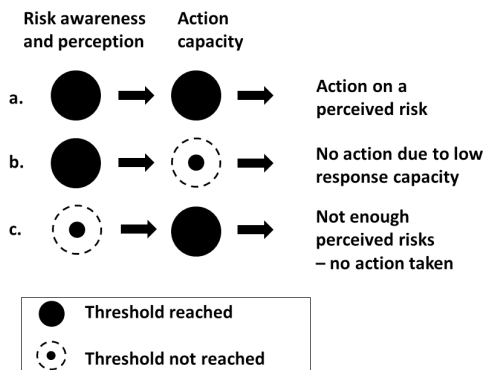 Risk awareness and perception
Action capacity
a.
Action on a
perceived risk
b.
No action due to low
response capacity
c.
Not enough
perceived risks
– no action taken
Threshold reached
Threshold not reached